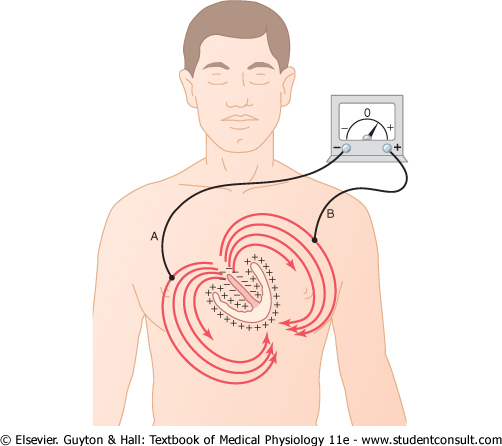 0
− +
− +
A
B
© Elsevier. Guyton & Hall: Textbook of Medical Physiology 11e - www.studentconsult.com